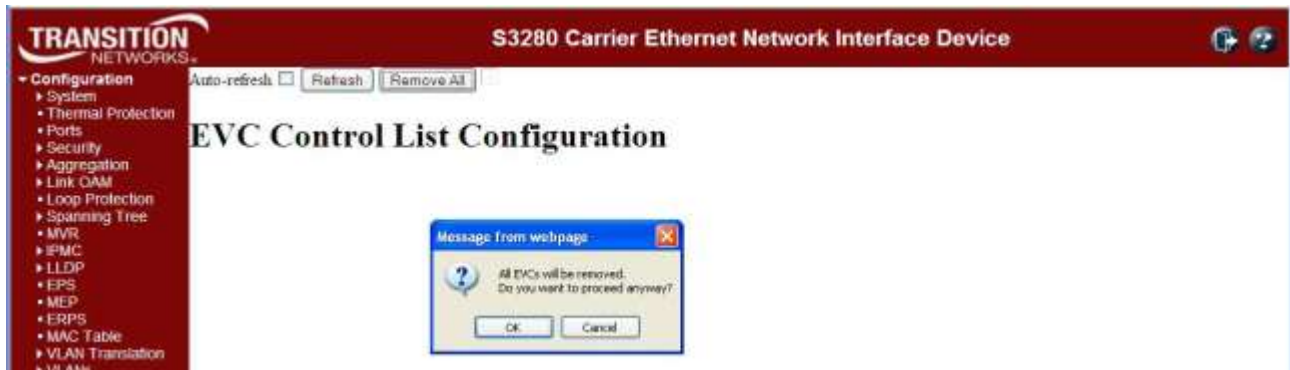 TRANSITION
NETWORKS
S3280 Carrier Ethernet Network Interface Device
Configuration
System
Thermal Protection
Ports
Security
Aggregation
Link OAM
Loop Protection
Spanning Tree
MVR
IPMC
LLDP
EPS
MEP
ERPS
MAC Table
VLAN Translation
VLANs
Auto-refresh Refresh Remove All
EVC Control List Configuration
Message from webpage
?
All EVCs will be removed.
Do you want to proceed anyway?
OK Cancel